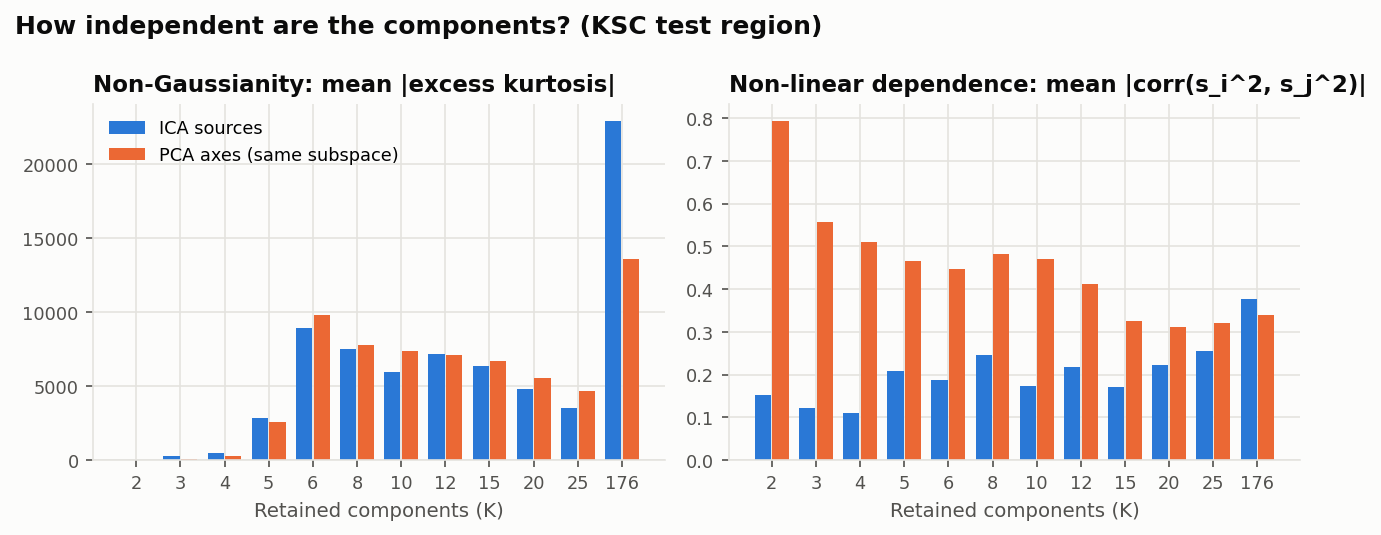 How independent are the components? (KSC test region)
Non-Gaussianity: mean |excess kurtosis|
ICA sources
PCA axes (same subspace)
20000
15000
10000
5000
0
2 3 4 5 6 8 10 12 15 20 25 176
Retained components (K)
Non-linear dependence: mean |corr(s_i^2, s_j^2)|
0.8
0.7
0.6
0.5
0.4
0.3
0.2
0.1
0.0
2 3 4 5 6 8 10 12 15 20 25 176
Retained components (K)